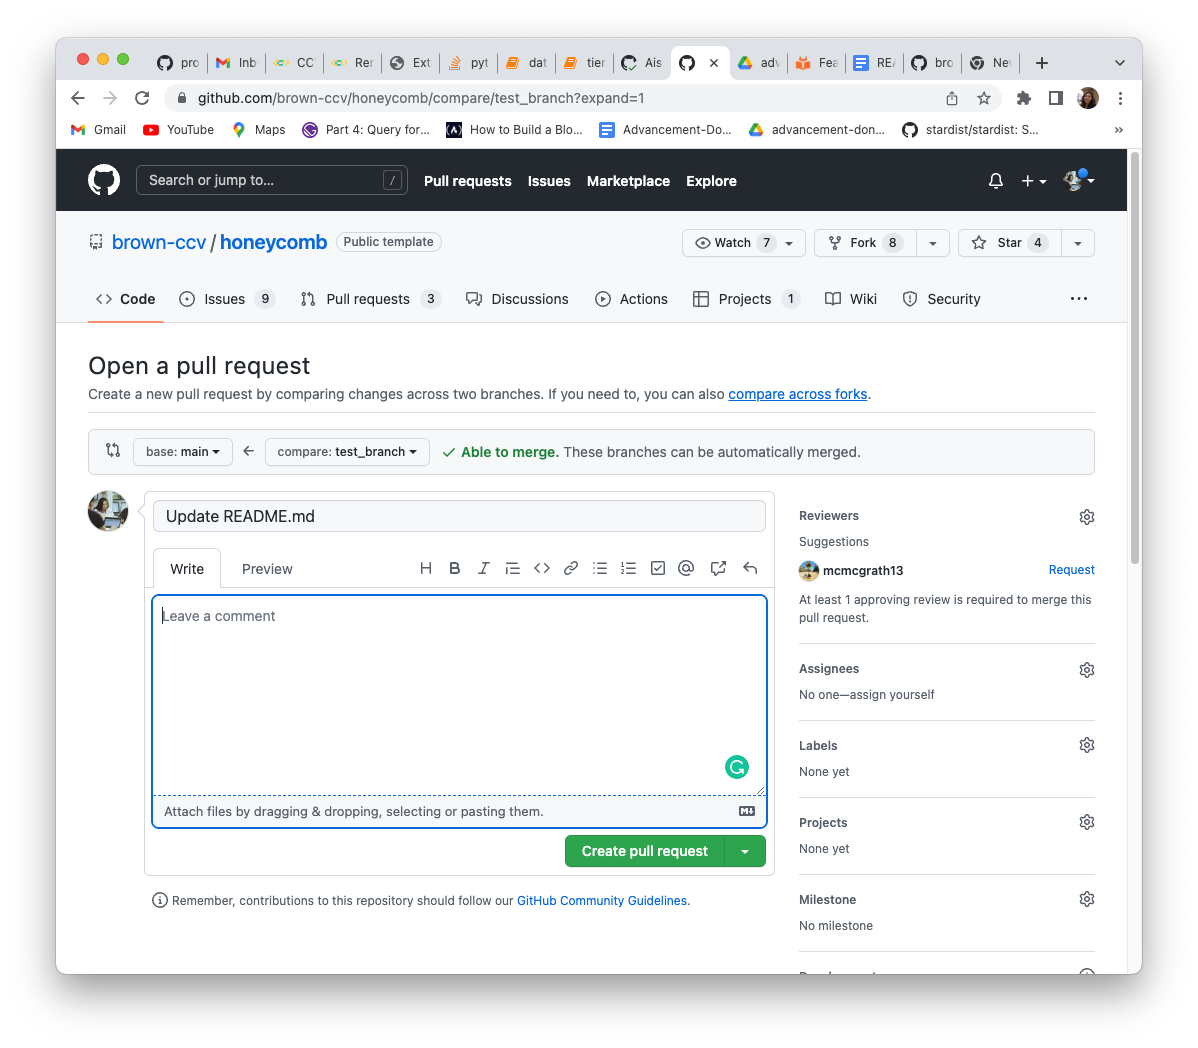 pro
Inb
CC
Rer
Ext
pyt
dat
tier
Ais
adv
Fea
REA
bro
Nev
github.com/brown-ccv/honeycomb/compare/test_branch?expand=1
Gmail
YouTube
Maps
Part 4: Query for...
How to Build a Blo...
Advancement-Do...
advancement-don...
stardist/stardist: S...
»
Search or jump to...
/
Pull requests
Issues
Marketplace
Explore
brown-ccv / honeycomb
Public template
Watch 7
Fork 8
Star 4
Code
Issues 9
Pull requests 3
Discussions
Actions
Projects 1
Wiki
Security
Open a pull request
Create a new pull request by comparing changes across two branches. If you need to, you can also compare across forks.
base: main
compare: test_branch
Able to merge. These branches can be automatically merged.
Update README.md
Write
Preview
Leave a comment
Attach files by dragging & dropping, selecting or pasting them.
Create pull request
Remember, contributions to this repository should follow our GitHub Community Guidelines.
Reviewers
Suggestions
mcmcgrath13
Request
At least 1 approving review is required to merge this
pull request.
Assignees
No one—assign yourself
Labels
None yet
Projects
None yet
Milestone
No milestone